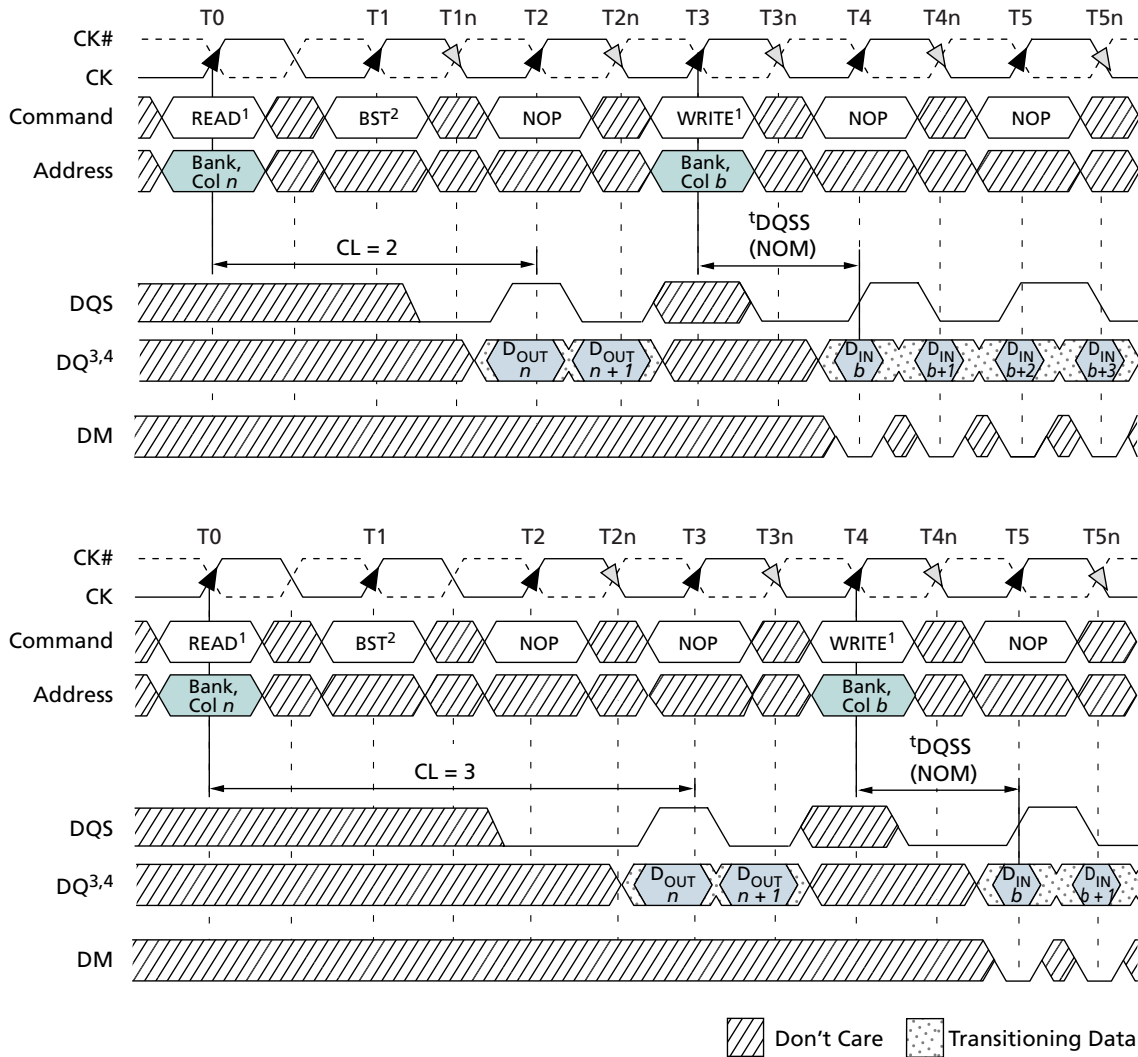 T0 T1 T1n T2 T2n T3 T3n T4 T4n T5 T5n
CK#
CK
Command READ1 BST2 NOP WRITE1 NOP NOP
Address Bank, Col n Bank, Col b
CL = 2
tDQSS
(NOM)
DQS
DQ3,4 DOUT n DOUT n + 1 DIN b DIN b+1 DIN b+2 DIN b+3
DM
T0 T1 T2 T2n T3 T3n T4 T4n T5 T5n
CK#
CK
Command READ1 BST2 NOP NOP WRITE1 NOP
Address Bank, Col n Bank, Col b
CL = 3
tDQSS
(NOM)
DQS
DQ3,4 DOUT n DOUT n + 1 DIN b DIN b + 1
DM
Don't Care Transitioning Data